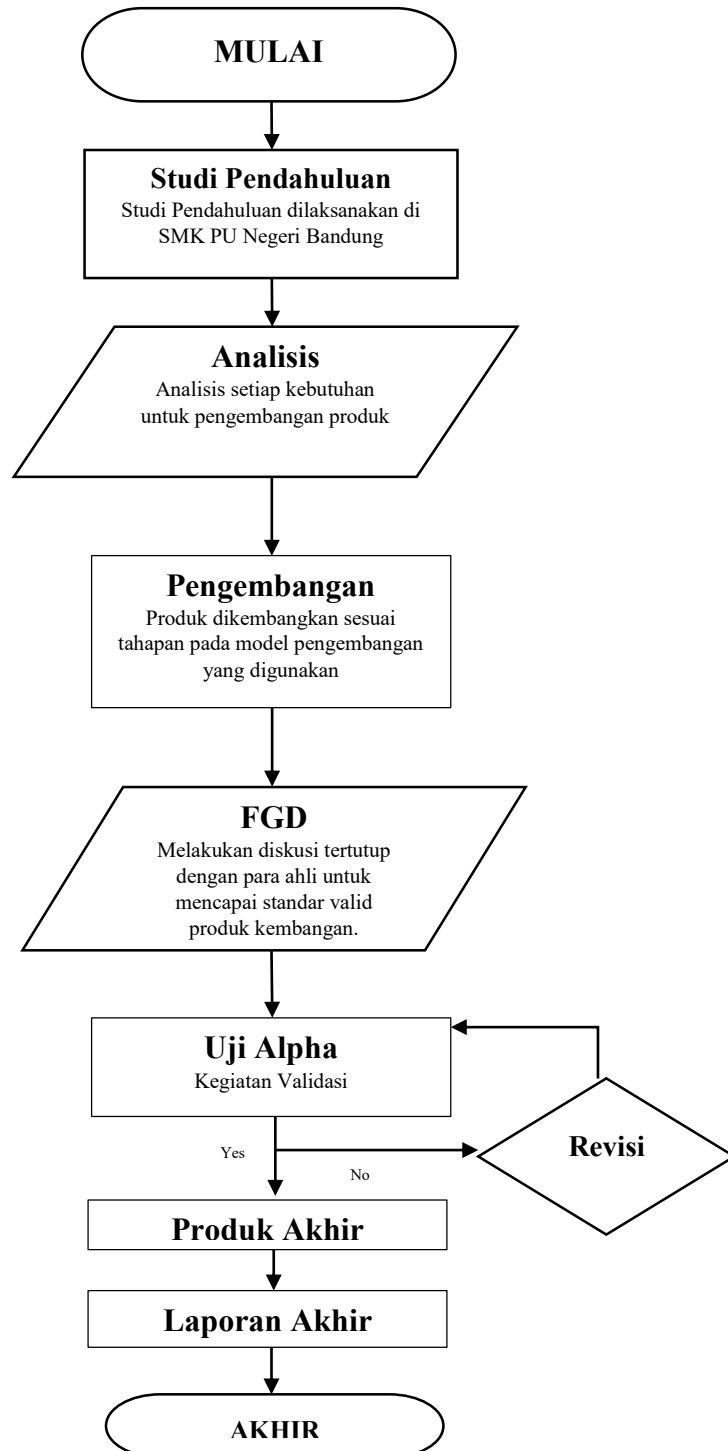 MULAI
Studi Pendahuluan
Studi Pendahuluan dilaksanakan di
SMK PU Negeri Bandung
Analisis
Analisis setiap kebutuhan
untuk pengembangan produk
Pengembangan
Produk dikembangkan sesuai
tahapan pada model pengembangan
yang digunakan
FGD
Melakukan diskusi tertutup
dengan para ahli untuk
mencapai standar valid
produk kembangan.
Uji Alpha
Kegiatan Validasi
Revisi
Yes
No
Produk Akhir
Laporan Akhir
AKHIR